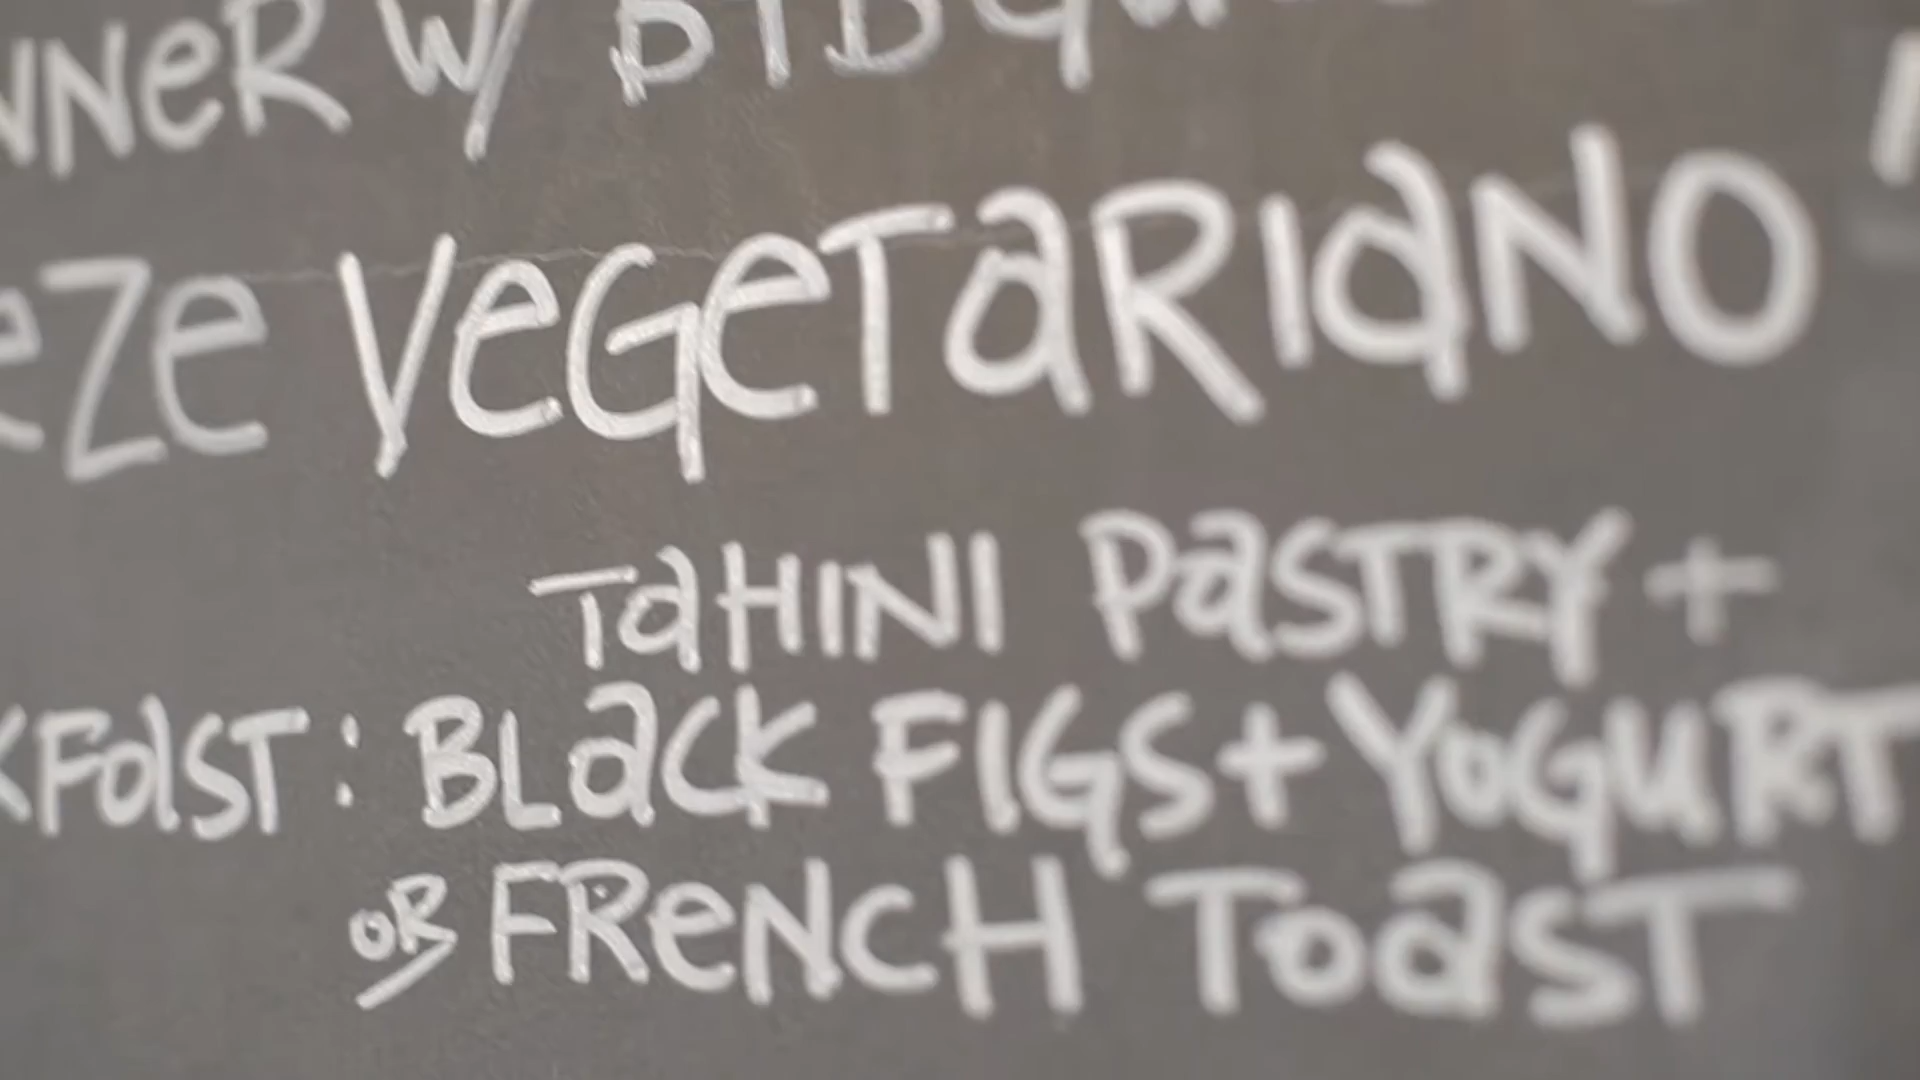 NNeR W/
eZe VeGeTaRIaNO "
TaHINI PaSTRY +
KFaST: BLaCK FIGS + YoGURT
oR FReNCH ToaST